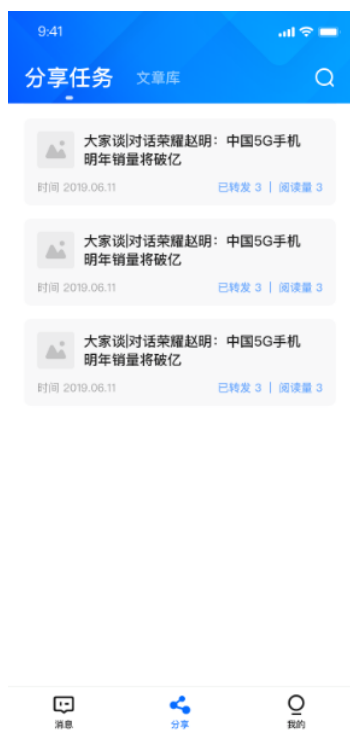 9:41
分享任务 文章库
大家谈|对话荣耀赵明：中国5G手机
明年销量将破亿
时间 2019.06.11 已转发 3 | 阅读量 3
大家谈|对话荣耀赵明：中国5G手机
明年销量将破亿
时间 2019.06.11 已转发 3 | 阅读量 3
大家谈|对话荣耀赵明：中国5G手机
明年销量将破亿
时间 2019.06.11 已转发 3 | 阅读量 3
消息 分享 我的